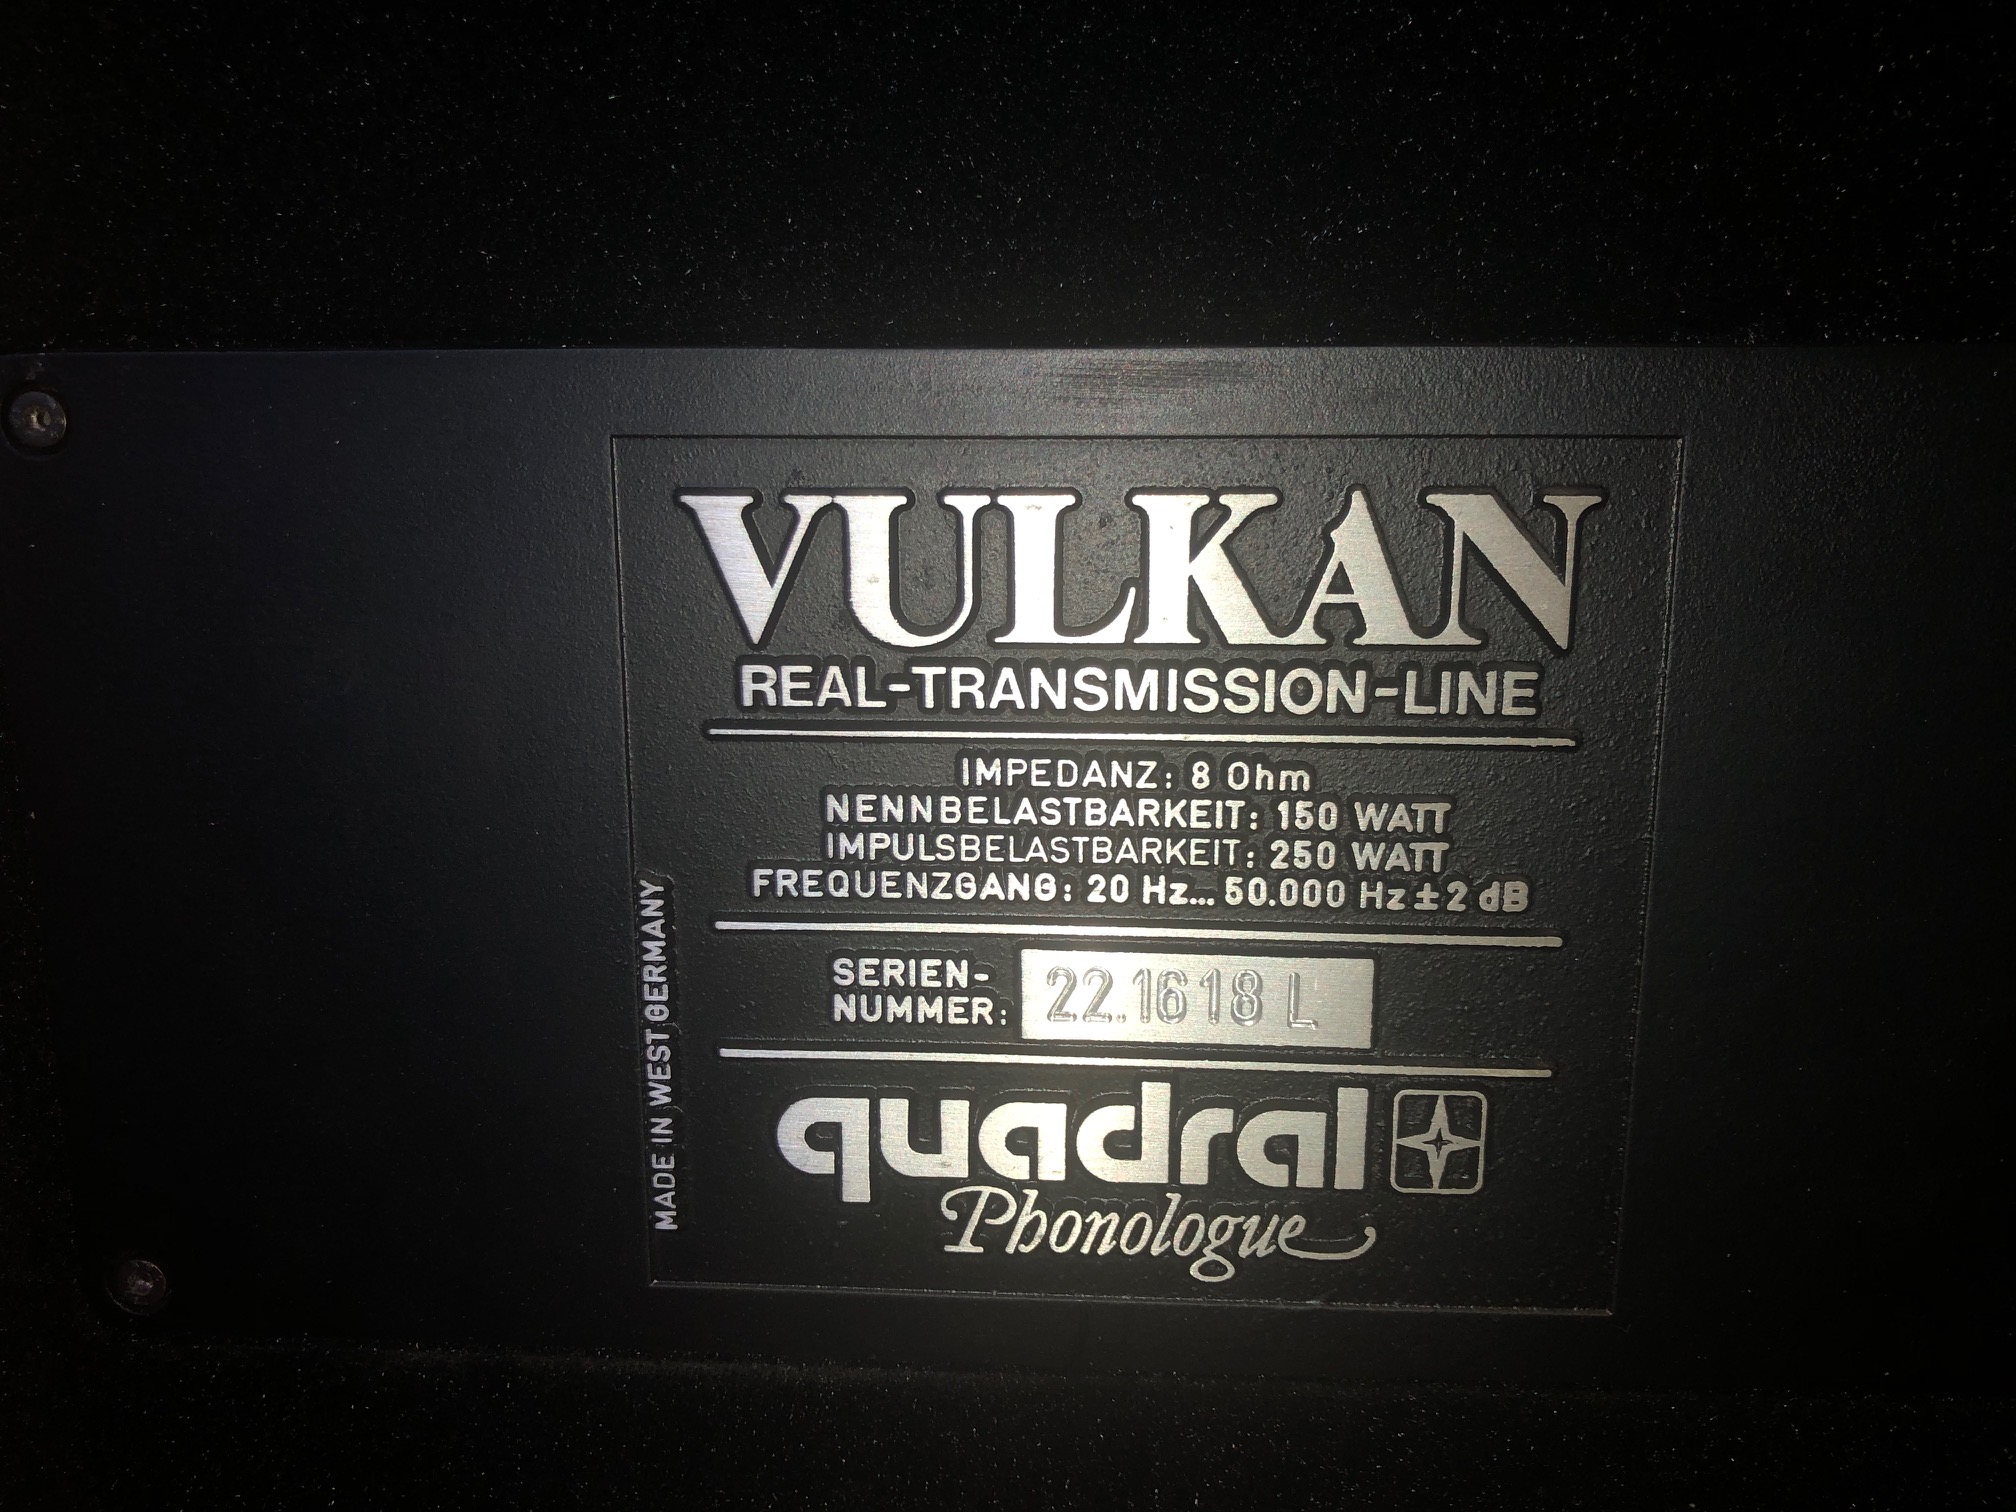 VULKAN
REAL-TRANSMISSION-LINE
IMPEDANZ: 8 Ohm
NENNBELASTBARKEIT: 150 WATT
IMPULSBELASTBARKEIT: 250 WATT
FREQUENZGANG: 20 Hz... 50.000 Hz ± 2 dB
SERIEN-
NUMMER: 22.1618 L
quadral
Phonologue
MADE IN WEST GERMANY